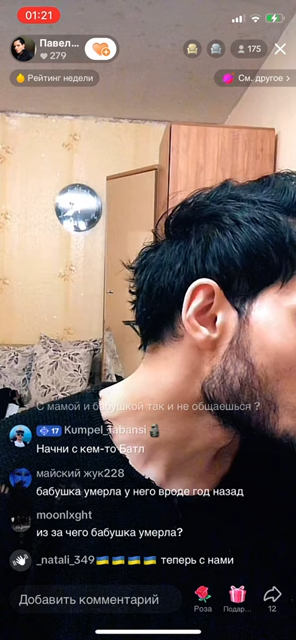 01:21
Павел...
279
175
Рейтинг недели
См. другое >
С мамой и бабушкой так и не общаешься ?
17 Kumpel_tabansi
Начни с кем-то Батл
майский жук228
бабушка умерла у него вроде год назад
moonlxght
из за чего бабушка умерла?
_natali_349🇺🇦🇺🇦🇺🇦🇺🇦 теперь с нами
Добавить комментарий
Роза
Подар...
12